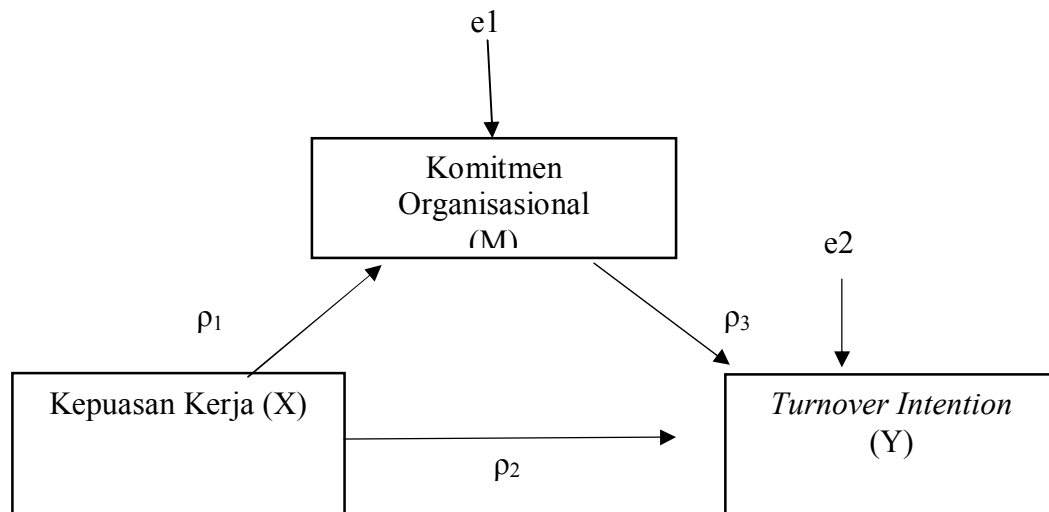 e1
Komitmen
Organisasional
(M)
e2
ρ₁
ρ₃
Kepuasan Kerja (X)
Turnover Intention
(Y)
ρ₂